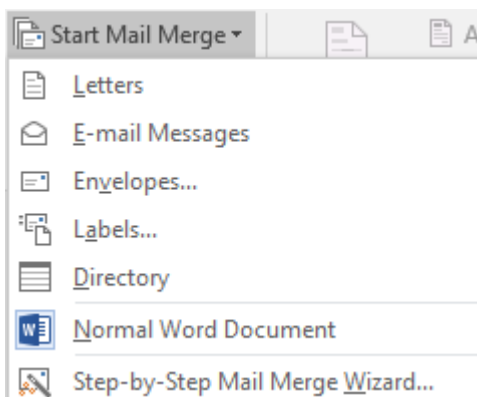 Start Mail Merge
Letters
E-mail Messages
Envelopes...
Labels...
Directory
Normal Word Document
Step-by-Step Mail Merge Wizard...